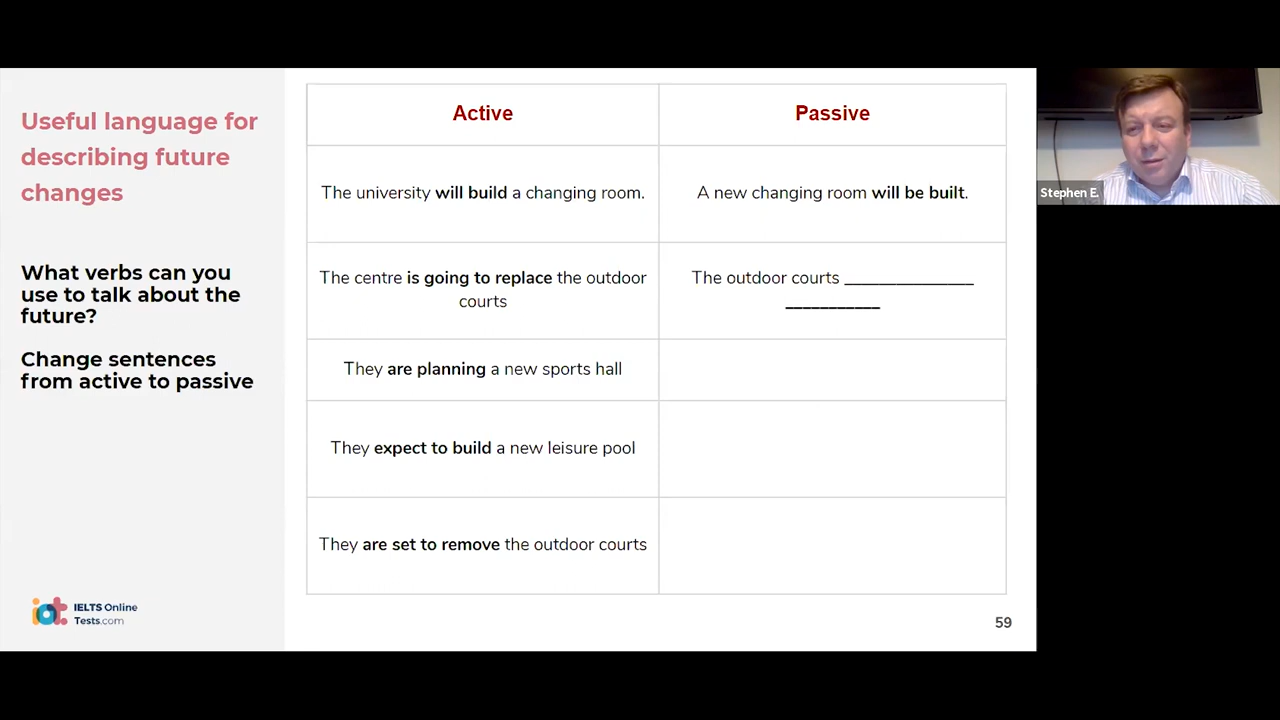 Useful language for
describing future
changes
What verbs can you
use to talk about the
future?
Change sentences
from active to passive
IELTS Online
Tests.com
Active
Passive
The university will build a changing room.
A new changing room will be built.
The centre is going to replace the outdoor
courts
The outdoor courts _______________
___________
They are planning a new sports hall
They expect to build a new leisure pool
They are set to remove the outdoor courts
59
Stephen E.
iot